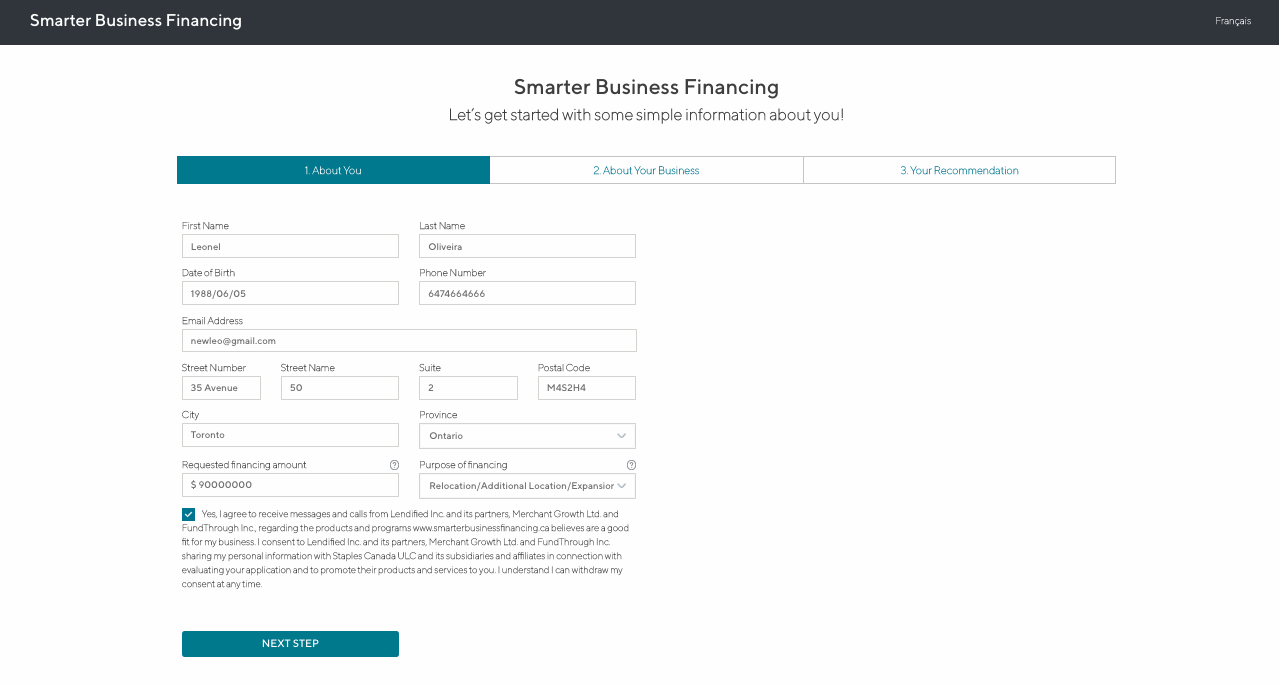 Smarter Business Financing
Français
Smarter Business Financing
Let's get started with some simple information about you!
1. About You
2. About Your Business
3. Your Recommendation
First Name
Last Name
Leonel
Oliveira
Date of Birth
Phone Number
1988/06/05
6474664666
Email Address
newleo@gmail.com
Street Number
Street Name
Suite
Postal Code
35 Avenue
50
2
M4S2H4
City
Province
Toronto
Ontario
Requested financing amount
Purpose of financing
$ 90000000
Relocation/Additional Location/Expansion
Yes, I agree to receive messages and calls from Lendified Inc. and its partners, Merchant Growth Ltd. and
FundThrough Inc., regarding the products and programs www.smarterbusinessfinancing.ca believes are a good
fit for my business. I consent to Lendified Inc. and its partners, Merchant Growth Ltd. and FundThrough Inc.
sharing my personal information with Staples Canada ULC and its subsidiaries and affiliates in connection with
evaluating your application and to promote their products and services to you. I understand I can withdraw my
consent at any time.
NEXT STEP